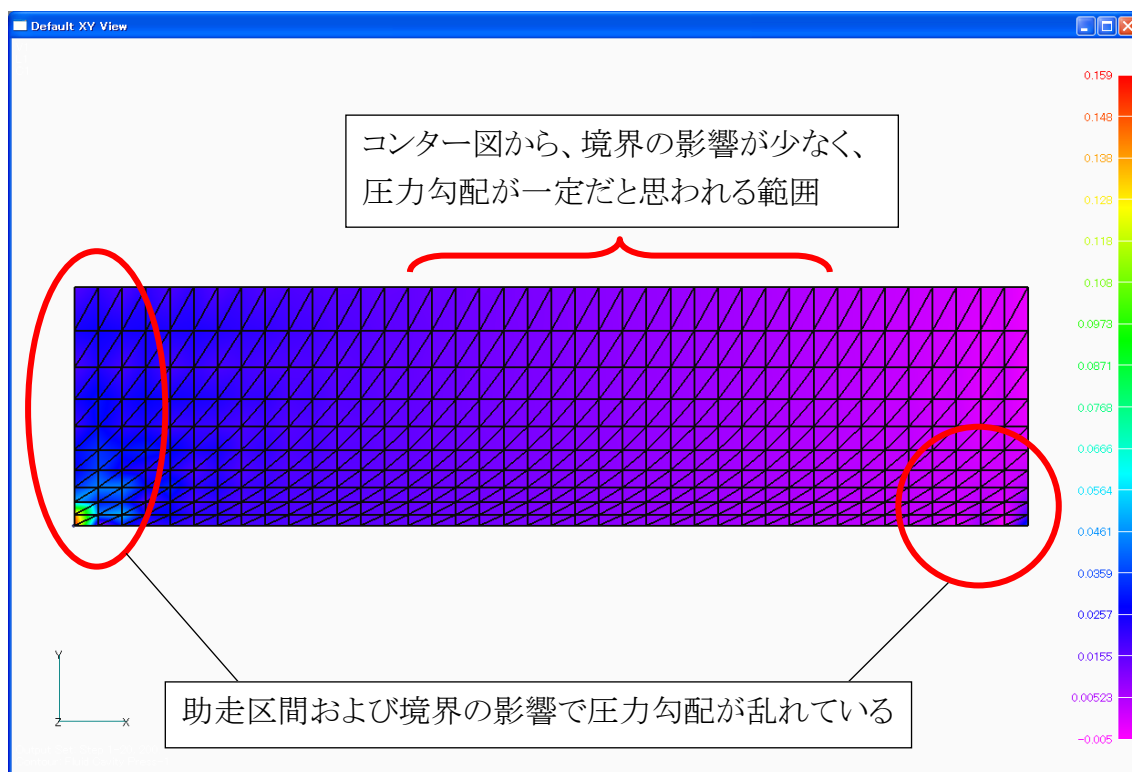 Default XY View
コンター図から、境界の影響が少なく、
圧力勾配が一定だと思われる範囲
0.159
0.148
0.138
0.128
0.118
0.108
0.0973
0.0871
0.0768
0.0666
0.0564
0.0461
0.0359
0.0257
0.0155
0.00523
-0.005
Y
Z
X
助走区間および境界の影響で圧力勾配が乱れている